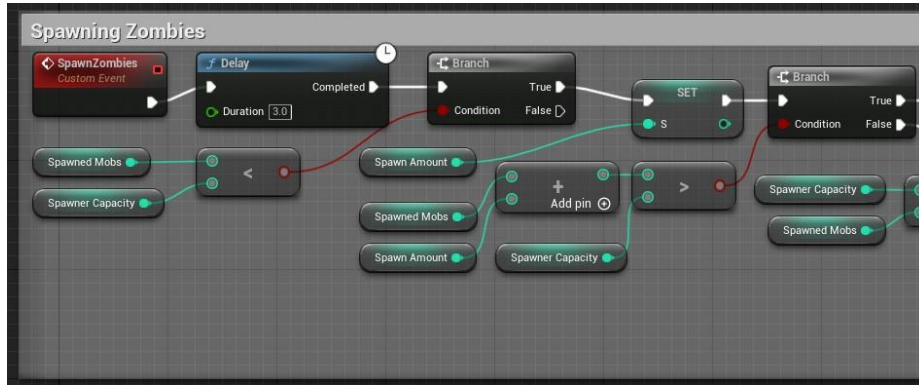 Spawning Zombies
SpawnZombies
Custom Event
f Delay
Completed
Duration 3.0
Branch
True
Condition False
SET
S
Branch
True
Condition False
Spawned Mobs
Spawner Capacity
<
Spawn Amount
Spawned Mobs
Spawn Amount
+
Add pin
Spawner Capacity
>
Spawner Capacity
Spawned Mobs